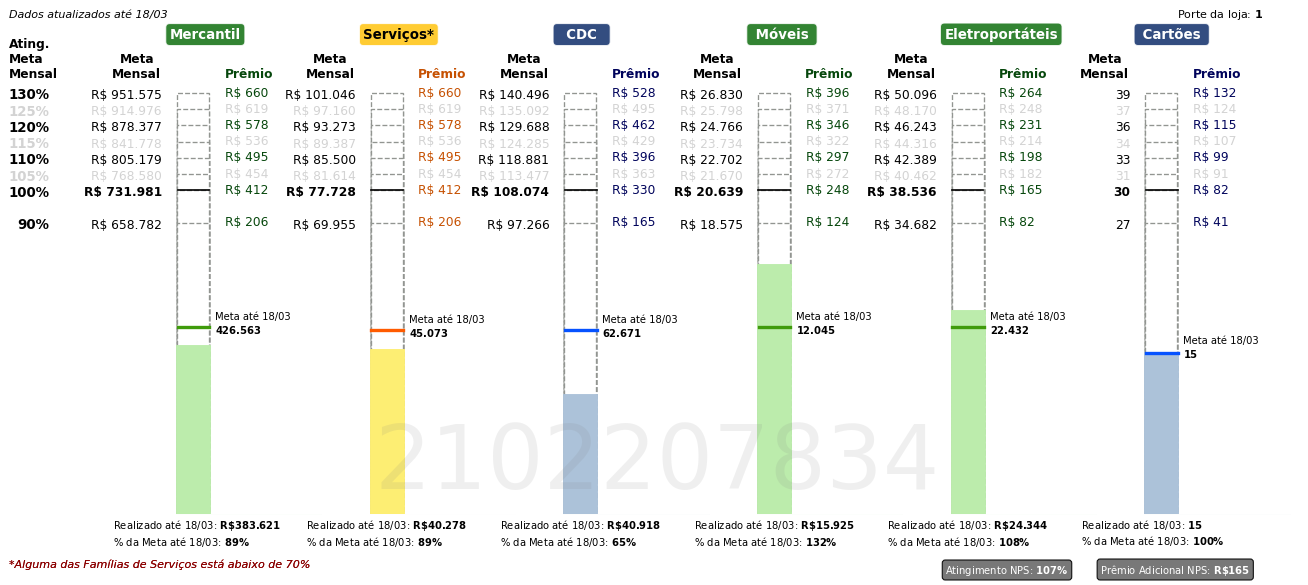 Dados atualizados até 18/03
Porte da loja: 1
Mercantil Serviços* CDC Móveis Eletroportáteis Cartões
Ating. Meta Mensal Meta Mensal Prêmio Meta Mensal Prêmio Meta Mensal Prêmio Meta Mensal Prêmio Meta Mensal Prêmio Meta Mensal Prêmio
130% R$ 951.575 R$ 660 R$ 101.046 R$ 660 R$ 140.496 R$ 528 R$ 26.830 R$ 396 R$ 50.096 R$ 264 39 R$ 132
125% R$ 914.976 R$ 619 R$ 97.160 R$ 619 R$ 135.092 R$ 495 R$ 25.798 R$ 371 R$ 48.170 R$ 248 37 R$ 124
120% R$ 878.377 R$ 578 R$ 93.273 R$ 578 R$ 129.688 R$ 462 R$ 24.766 R$ 346 R$ 46.243 R$ 231 36 R$ 115
115% R$ 841.778 R$ 536 R$ 89.387 R$ 536 R$ 124.285 R$ 429 R$ 23.734 R$ 322 R$ 44.316 R$ 214 34 R$ 107
110% R$ 805.179 R$ 495 R$ 85.500 R$ 495 R$ 118.881 R$ 396 R$ 22.702 R$ 297 R$ 42.389 R$ 198 33 R$ 99
105% R$ 768.580 R$ 454 R$ 81.614 R$ 454 R$ 113.477 R$ 363 R$ 21.670 R$ 272 R$ 40.462 R$ 182 31 R$ 91
100% R$ 731.981 R$ 412 R$ 77.728 R$ 412 R$ 108.074 R$ 330 R$ 20.639 R$ 248 R$ 38.536 R$ 165 30 R$ 82
90% R$ 658.782 R$ 206 R$ 69.955 R$ 206 R$ 97.266 R$ 165 R$ 18.575 R$ 124 R$ 34.682 R$ 82 27 R$ 41
Meta até 18/03 Meta até 18/03 Meta até 18/03 Meta até 18/03 Meta até 18/03
426.563 45.073 62.671 12.045 22.432
Meta até 18/03
15
2102207834
Realizado até 18/03: R$383.621 Realizado até 18/03: R$40.278 Realizado até 18/03: R$40.918 Realizado até 18/03: R$15.925 Realizado até 18/03: R$24.344 Realizado até 18/03: 15
% da Meta até 18/03: 89% % da Meta até 18/03: 89% % da Meta até 18/03: 65% % da Meta até 18/03: 132% % da Meta até 18/03: 108% % da Meta até 18/03: 100%
*Alguma das Famílias de Serviços está abaixo de 70%
Atingimento NPS: 107% Prêmio Adicional NPS: R$165